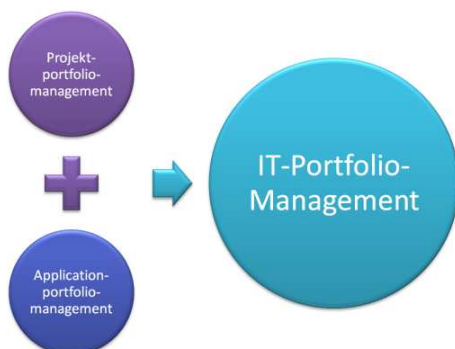 Projekt-
portfolio-
management
Application-
portfolio-
management
IT-Portfolio-
Management